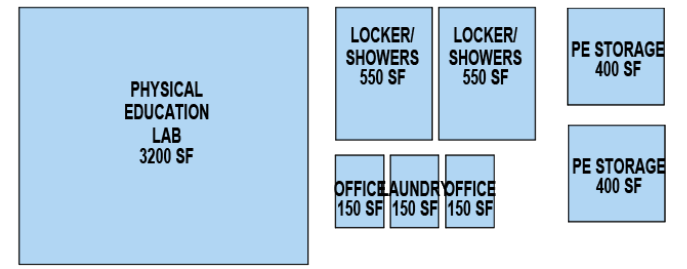 PHYSICAL
EDUCATION
LAB
3200 SF
LOCKER/
SHOWERS
550 SF
LOCKER/
SHOWERS
550 SF
PE STORAGE
400 SF
OFFICE
150 SF
LAUNDRY
150 SF
OFFICE
150 SF
PE STORAGE
400 SF